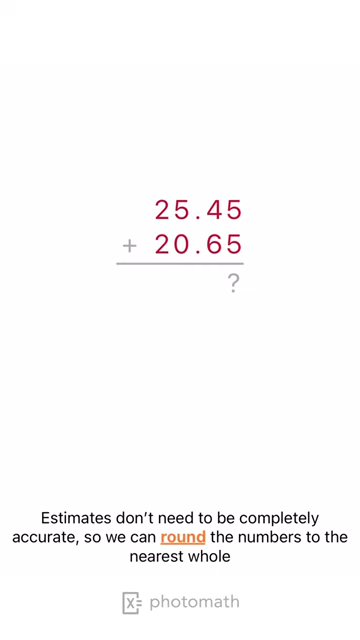 25.45
+ 20.65
?
Estimates don't need to be completely
accurate, so we can round the numbers to the
nearest whole
photomath